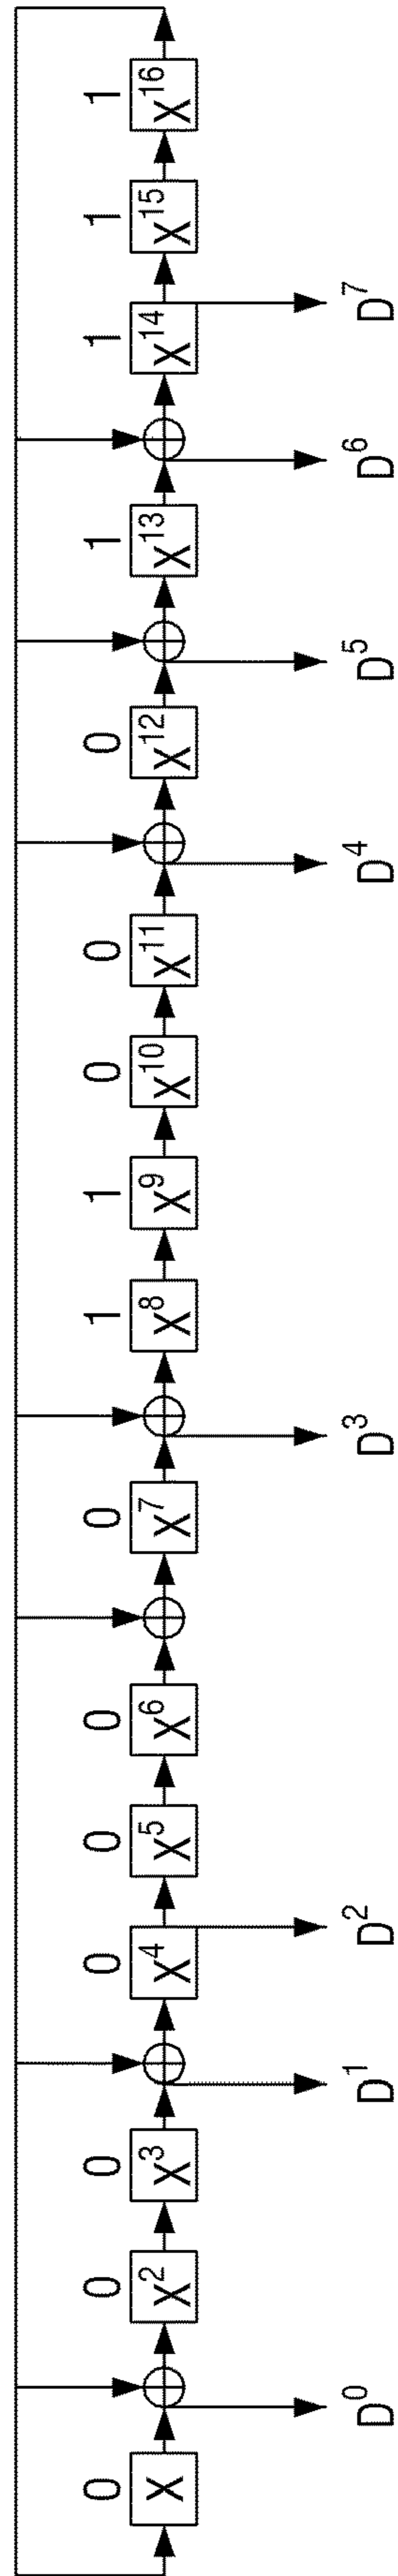 0 0 0 0 0 0 0 1 1 0 0 0 1 1 1 1
X X² X³ X⁴ X⁵ X⁶ X⁷ X⁸ X⁹ X¹⁰ X¹¹ X¹² X¹³ X¹⁴ X¹⁵ X¹⁶
D⁰ D¹ D² D³ D⁴ D⁵ D⁶ D⁷